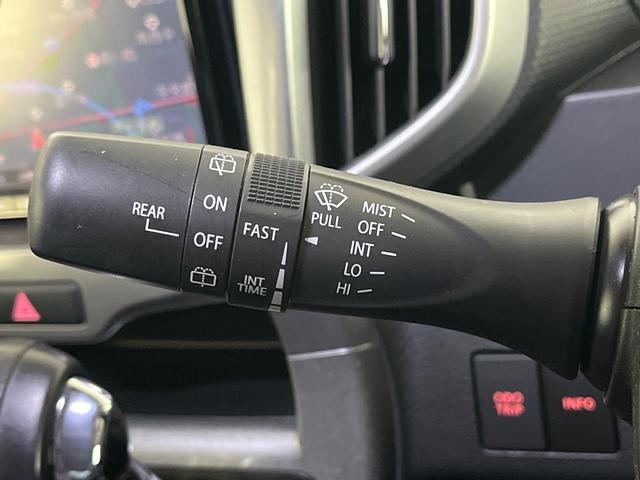 REAR
ON
OFF
FAST
INT
TIME
PULL
MIST
OFF
INT
LO
HI
ODO
TRIP
INFO